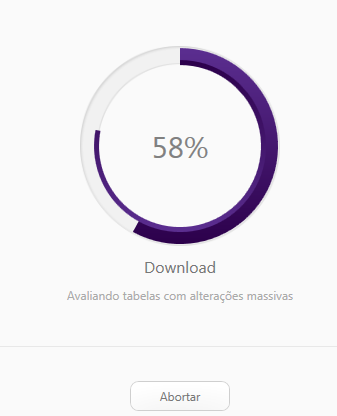 58%
Download
Avaliando tabelas com alterações massivas
Abortar